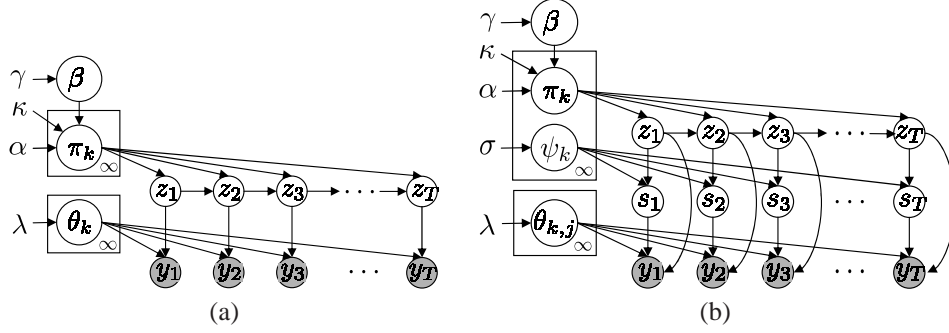 γ β
κ
α π_k ∞
z_1 z_2 z_3 ··· z_T
λ θ_k ∞
y_1 y_2 y_3 ··· y_T
(a)
γ β
κ
α π_k
z_1 z_2 z_3 ··· z_T
σ ψ_k ∞
s_1 s_2 s_3 ··· s_T
λ θ_{k,j} ∞
y_1 y_2 y_3 ··· y_T
(b)